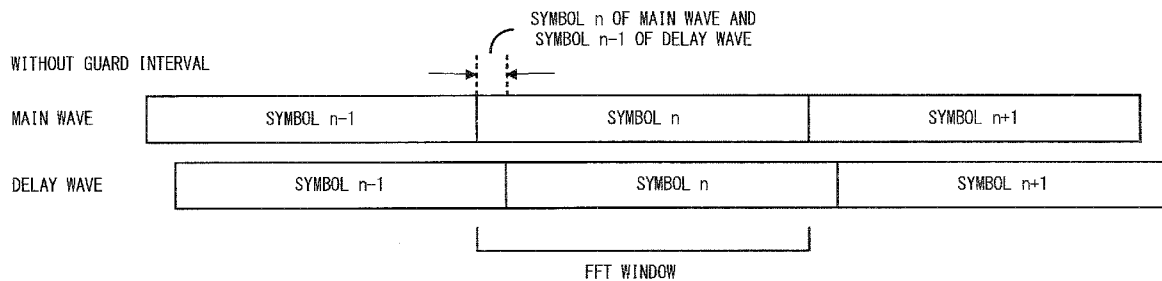 SYMBOL n OF MAIN WAVE AND
SYMBOL n-1 OF DELAY WAVE
WITHOUT GUARD INTERVAL
MAIN WAVE
SYMBOL n-1
SYMBOL n
SYMBOL n+1
DELAY WAVE
SYMBOL n-1
SYMBOL n
SYMBOL n+1
FFT WINDOW